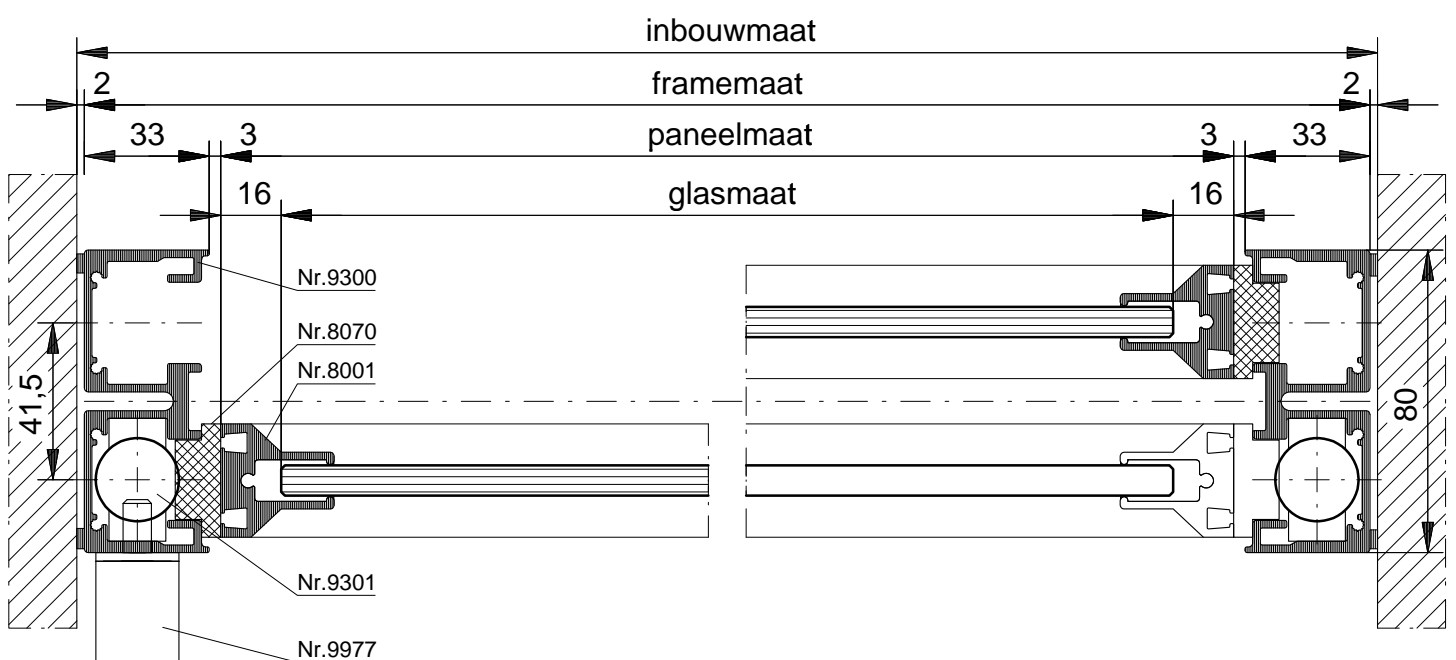 inbouwmaat
2 framemaat 2
33 3 paneelmaat 3 33
16 glasmaat 16
Nr.9300
Nr.8070
Nr.8001
41,5
80
Nr.9301
Nr.9977